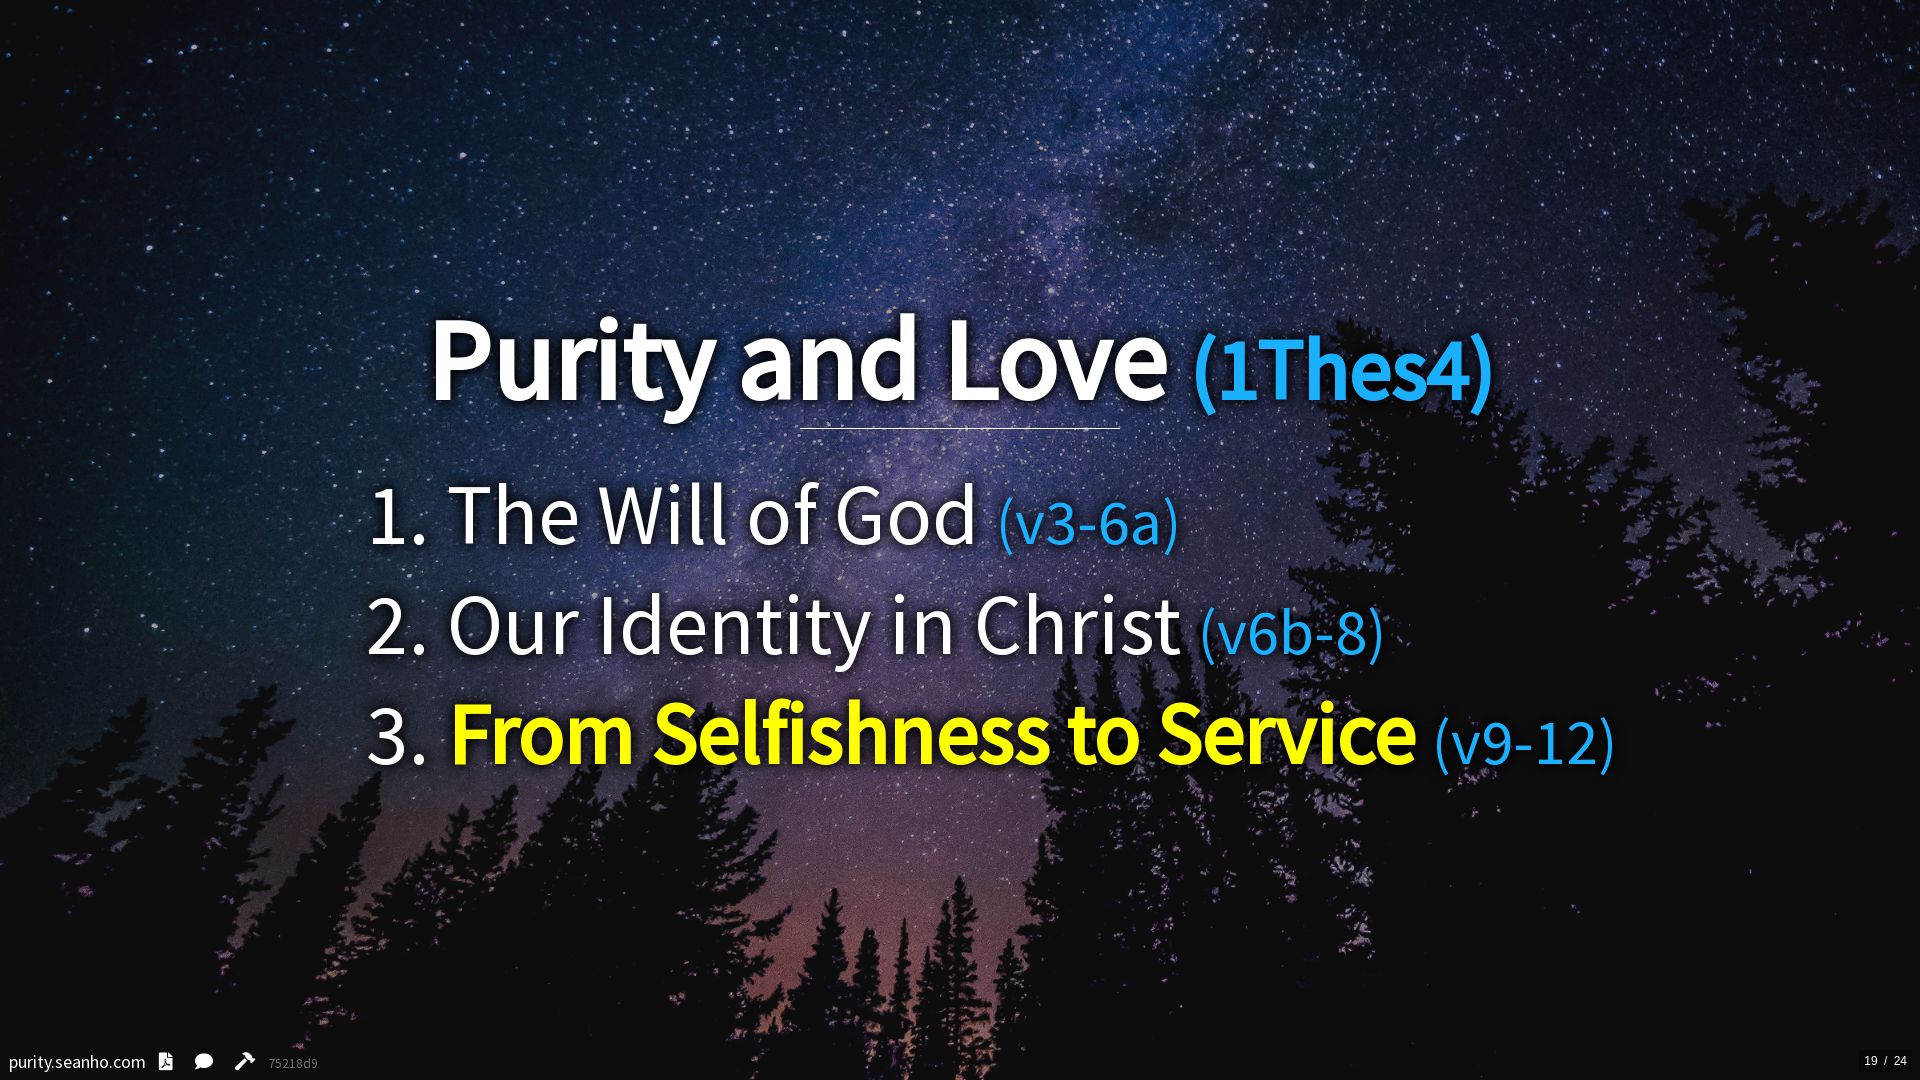 Purity and Love (1Thes4)
1. The Will of God (v3-6a)
2. Our Identity in Christ (v6b-8)
3. From Selfishness to Service (v9-12)
purity.seanho.com 75218d9
19 / 24